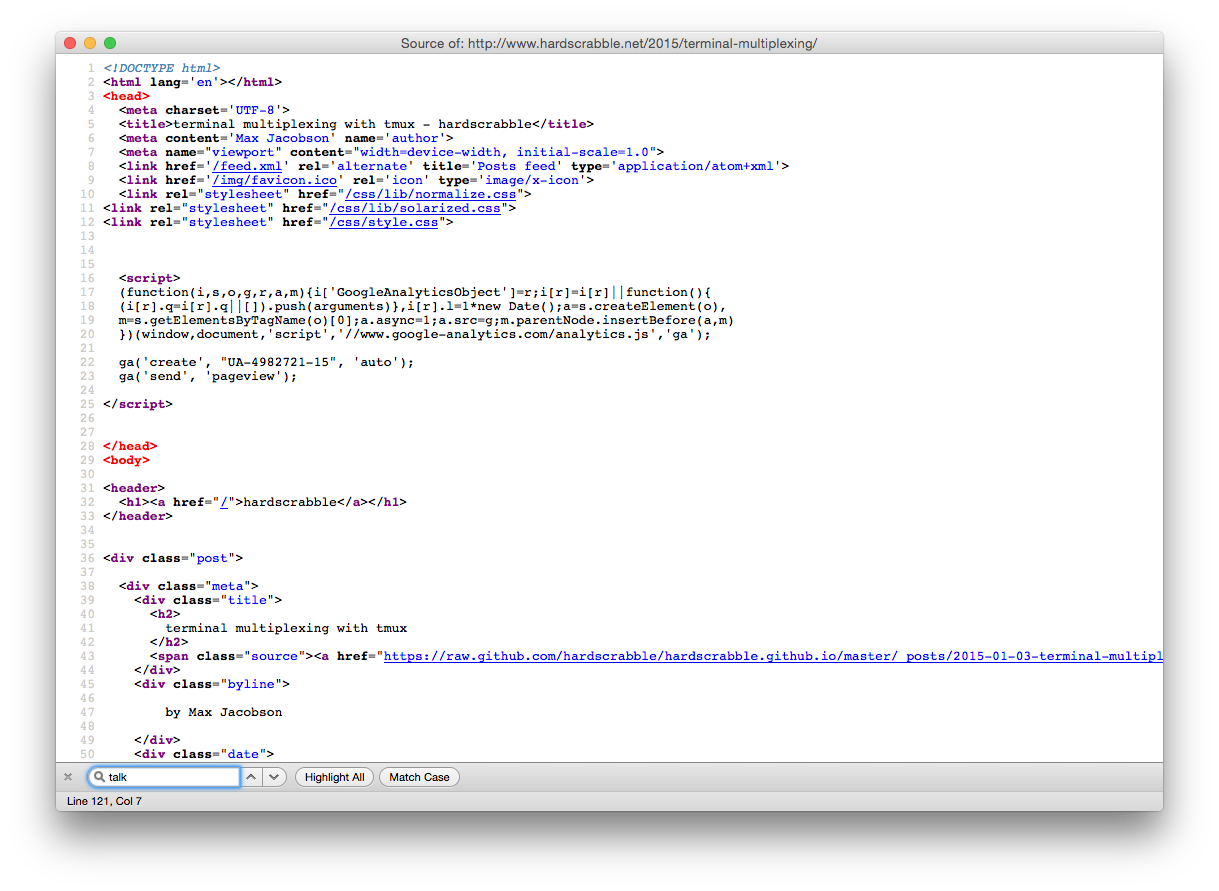 Source of: http://www.hardscrabble.net/2015/terminal-multiplexing/
1 <!DOCTYPE html>
2 <html lang='en'></html>
3 <head>
4   <meta charset='UTF-8'>
5   <title>terminal multiplexing with tmux - hardscrabble</title>
6   <meta content='Max Jacobson' name='author'>
7   <meta name="viewport" content="width=device-width, initial-scale=1.0">
8   <link href='/feed.xml' rel='alternate' title='Posts feed' type='application/atom+xml'>
9   <link href='/img/favicon.ico' rel='icon' type='image/x-icon'>
10   <link rel="stylesheet" href="/css/lib/normalize.css">
11 <link rel="stylesheet" href="/css/lib/solarized.css">
12 <link rel="stylesheet" href="/css/style.css">
13
14
15
16   <script>
17   (function(i,s,o,g,r,a,m){i['GoogleAnalyticsObject']=r;i[r]=i[r]||function(){
18   (i[r].q=i[r].q||[]).push(arguments)},i[r].l=1*new Date();a=s.createElement(o),
19   m=s.getElementsByTagName(o)[0];a.async=1;a.src=g;m.parentNode.insertBefore(a,m)
20   })(window,document,'script','//www.google-analytics.com/analytics.js','ga');
21
22   ga('create', "UA-4982721-15", 'auto');
23   ga('send', 'pageview');
24
25 </script>
26
27
28 </head>
29 <body>
30
31 <header>
32   <h1><a href="/">hardscrabble</a></h1>
33 </header>
34
35
36 <div class="post">
37
38   <div class="meta">
39     <div class="title">
40       <h2>
41         terminal multiplexing with tmux
42       </h2>
43       <span class="source"><a href="https://raw.github.com/hardscrabble/hardscrabble.github.io/master/_posts/2015-01-03-terminal-multipl
44     </div>
45     <div class="byline">
46
47         by Max Jacobson
48
49     </div>
50     <div class="date">
talk Highlight All Match Case
Line 121, Col 7